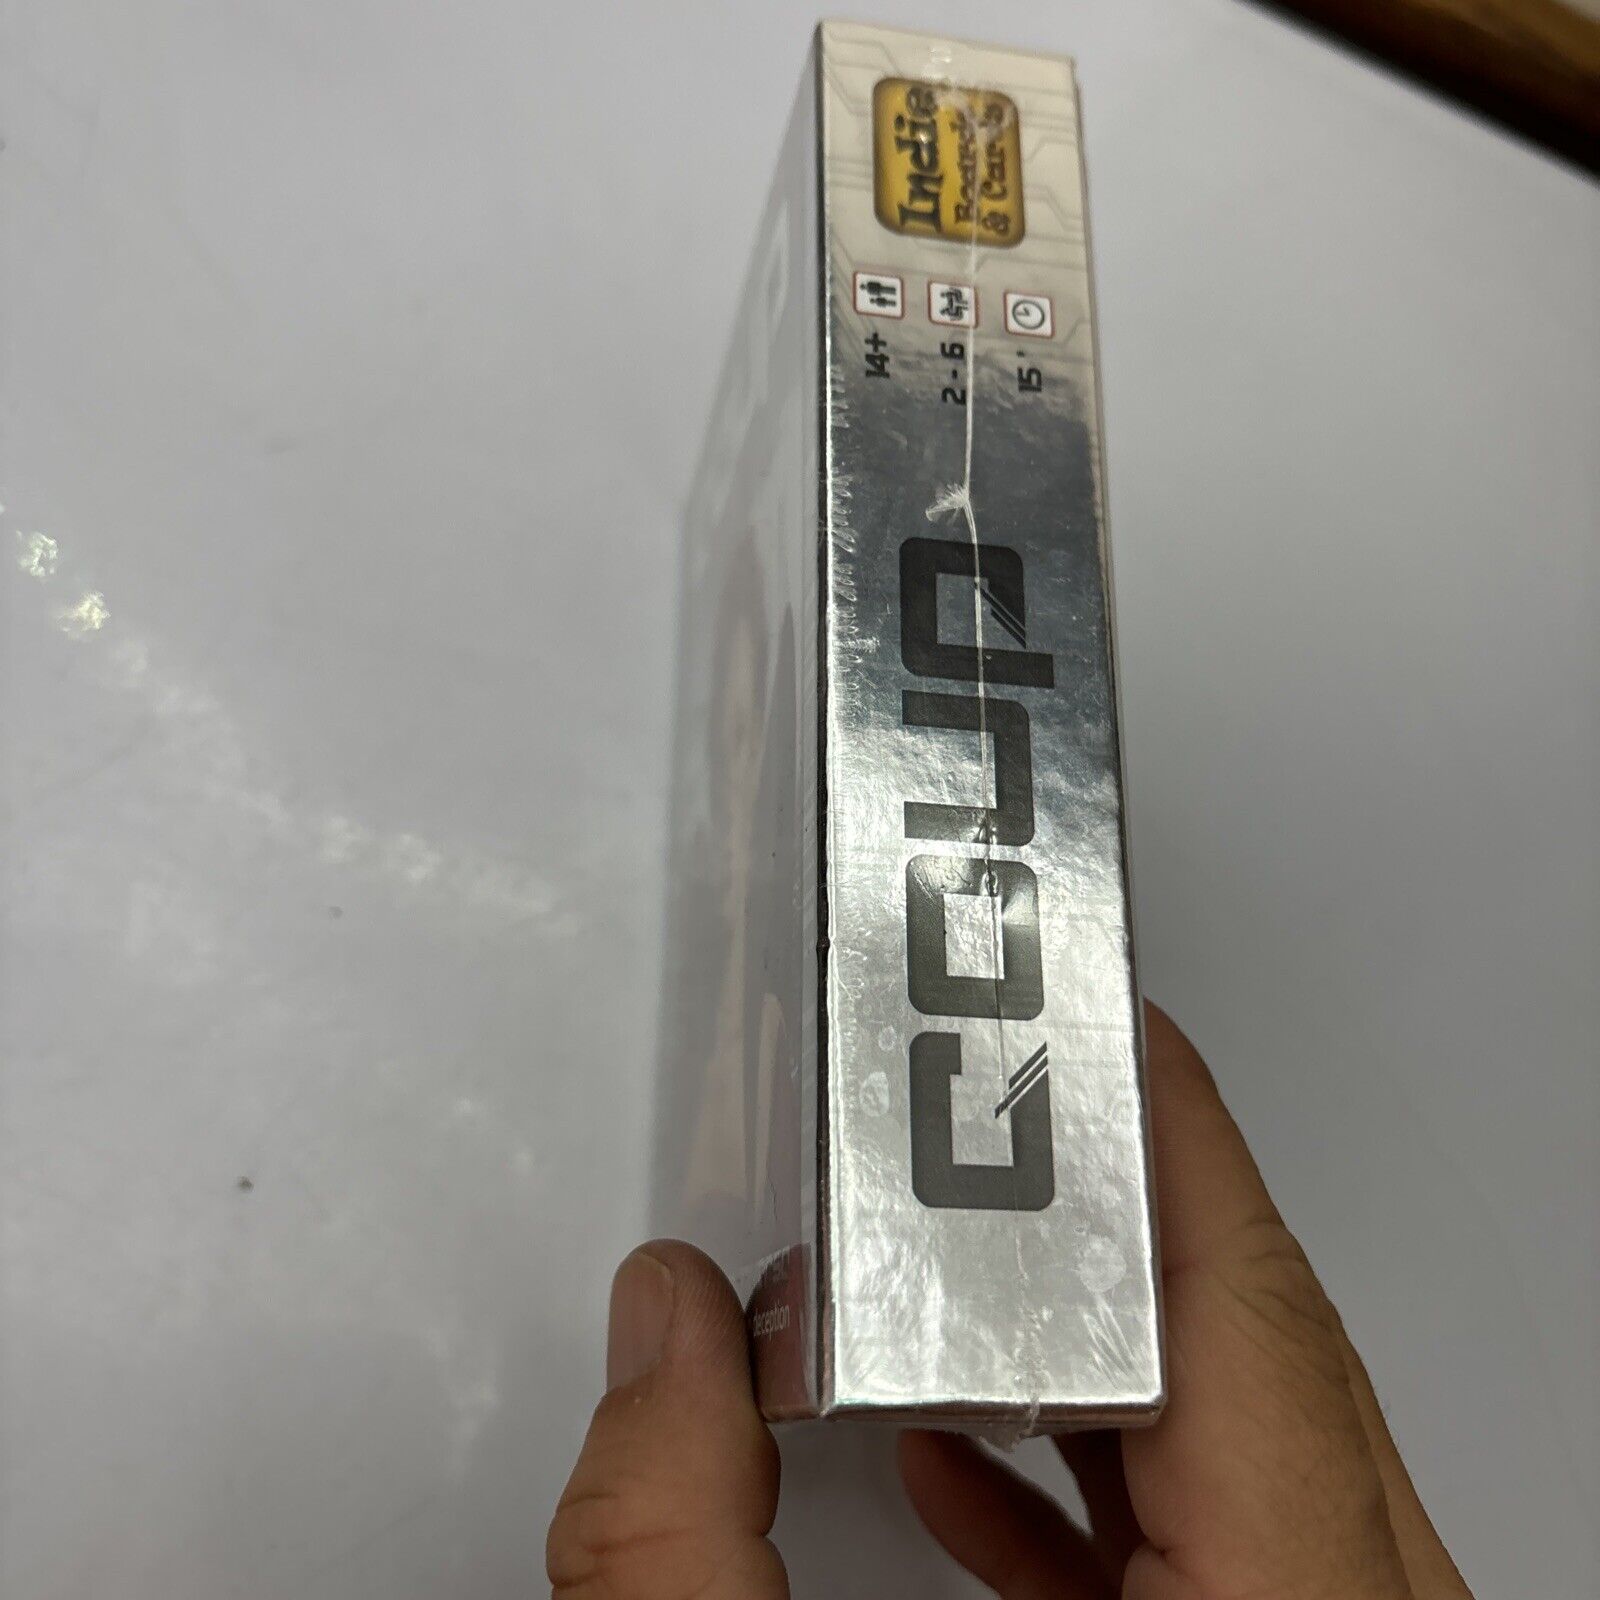 COUP
14+
2 - 6
15'
Indie
Boards
& Cards
deception